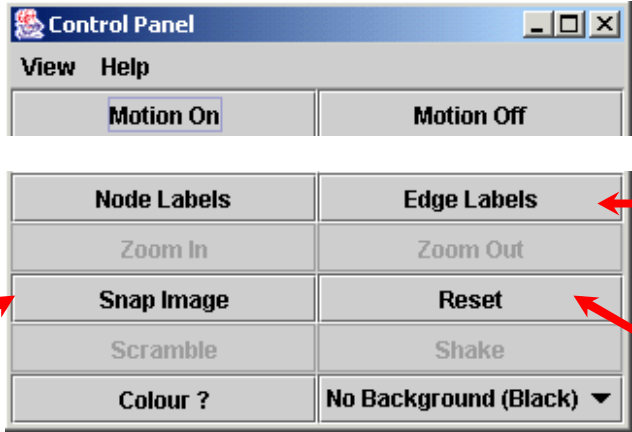 Control Panel
View Help
Motion On Motion Off
Node Labels Edge Labels
Zoom In Zoom Out
Snap Image Reset
Scramble Shake
Colour ? No Background (Black)